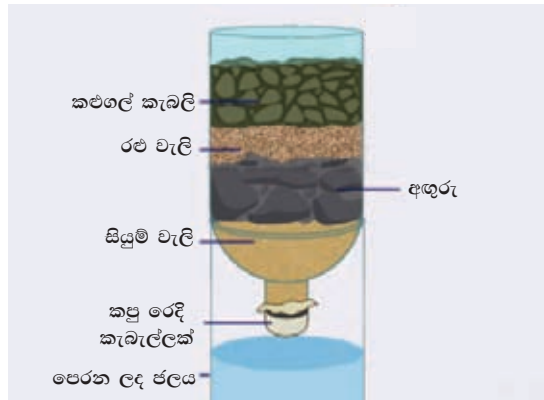 කළුගල් කැබලි
රළු වැලි
අඟුරු
සියුම් වැලි
කපු රෙදි
කැබැල්ලක්
පෙරන ලද ජලය